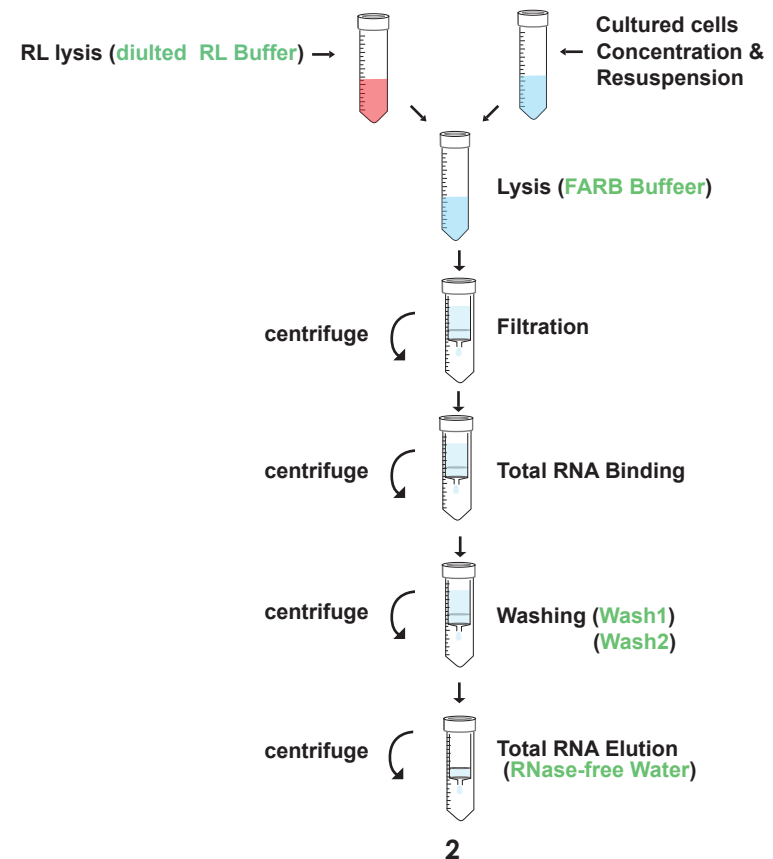 RL lysis (diulted RL Buffer)
Cultured cells
Concentration &
Resuspension
Lysis (FARB Buffeer)
centrifuge
Filtration
centrifuge
Total RNA Binding
centrifuge
Washing (Wash1)
(Wash2)
centrifuge
Total RNA Elution
(RNase-free Water)
2